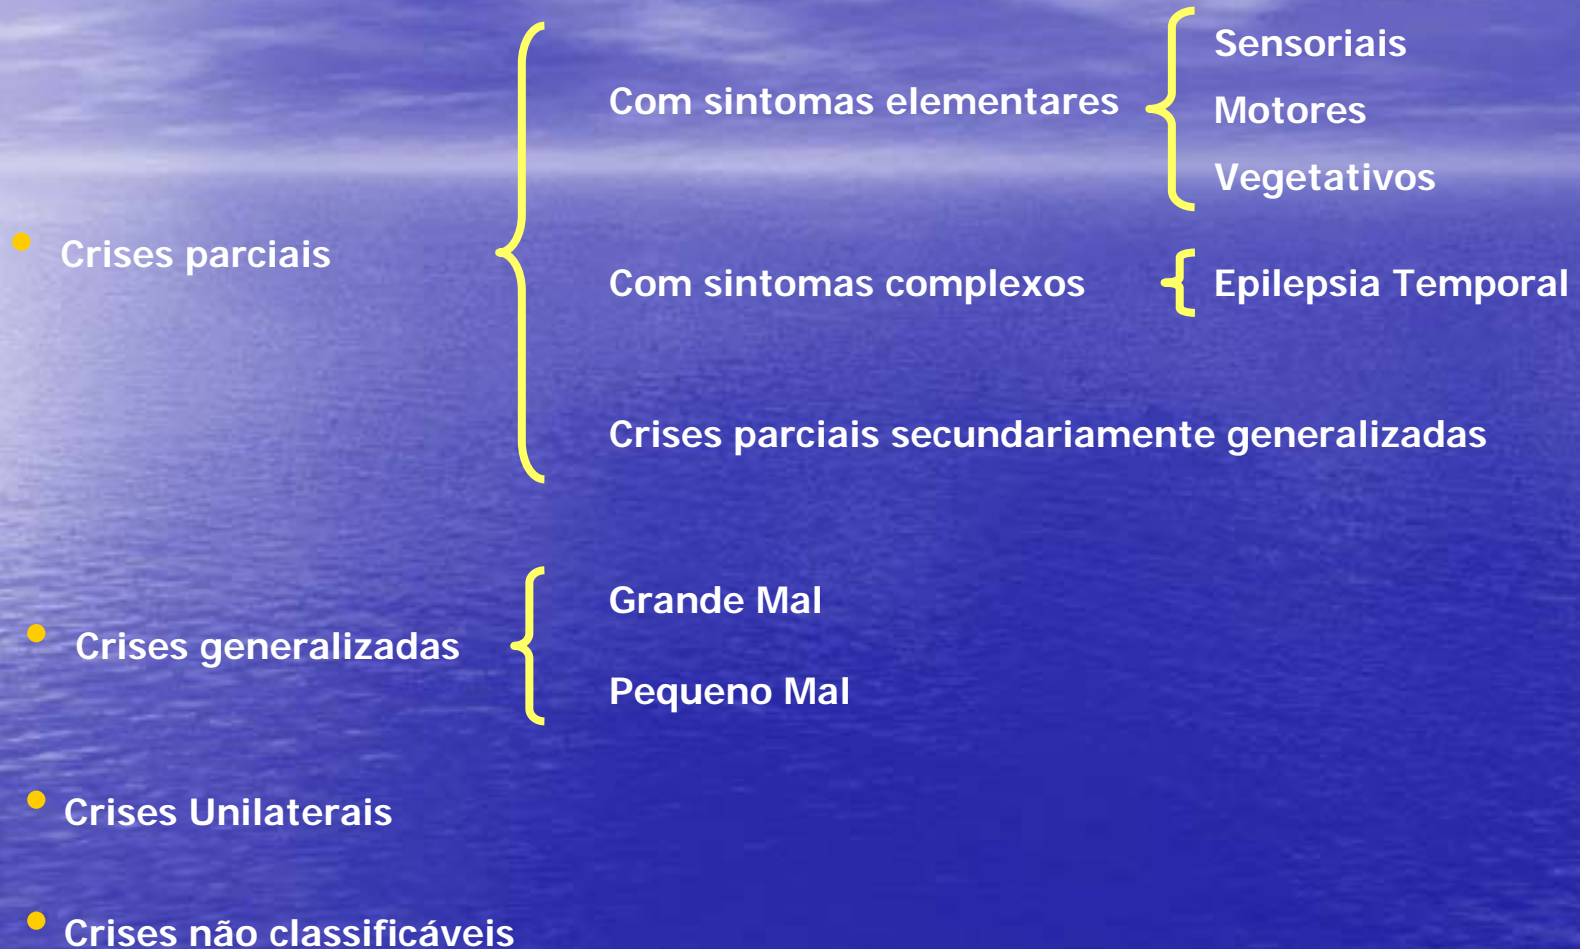 Crises parciais
Com sintomas elementares
Sensoriais
Motores
Vegetativos
Com sintomas complexos
Epilepsia Temporal
Crises parciais secundariamente generalizadas
Crises generalizadas
Grande Mal
Pequeno Mal
Crises Unilaterais
Crises não classificáveis